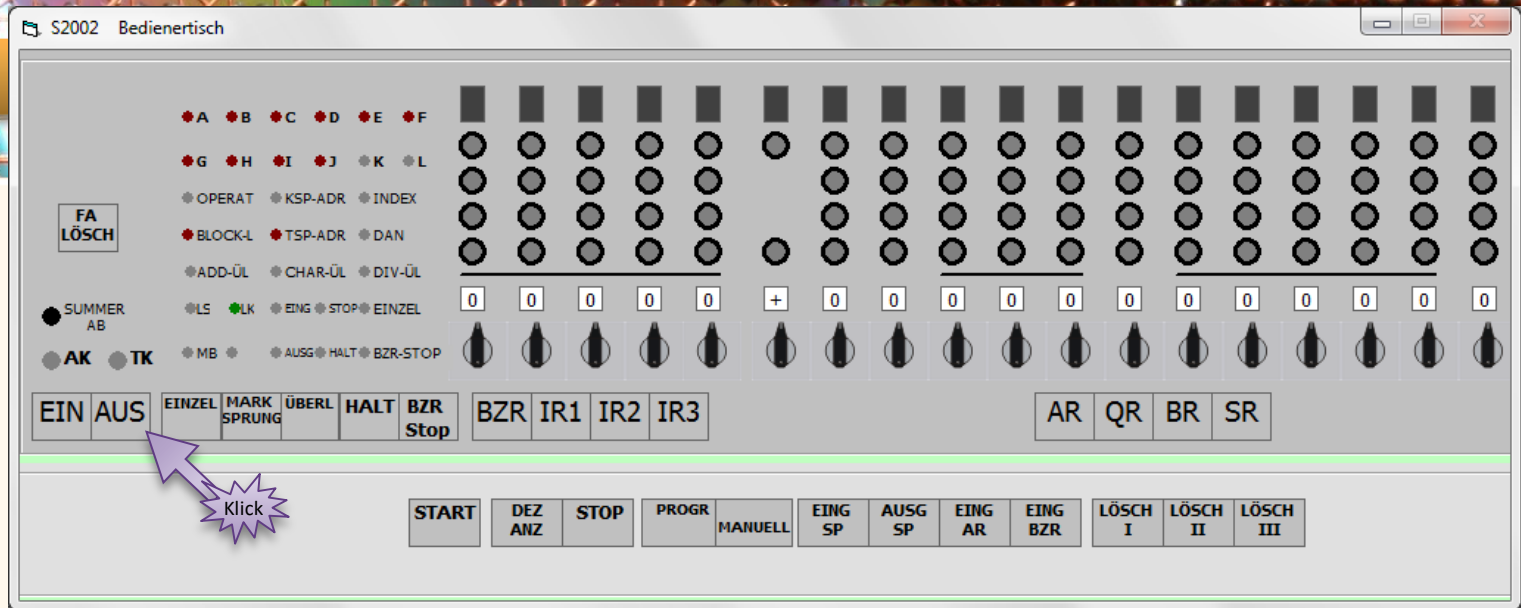 S2002 Bedienertisch
A B C D E F
G H I J K L
OPERAT KSP-ADR INDEX
FA
LÖSCH
BLOCK-L TSP-ADR DAN
ADD-ÜL CHAR-ÜL DIV-ÜL
0 0 0 0 0 + 0 0 0 0 0 0 0 0 0 0 0 0
SUMMER
AB
LS LK EING STOP EINZEL
AK TK
MB AUSG HALT BZR-STOP
EIN AUS
EINZEL
MARK
SPRUNG
ÜBERL
HALT
BZR
Stop
BZR IR1 IR2 IR3
AR QR BR SR
Klick
START
DEZ
ANZ
STOP
PROGR
MANUELL
EING
SP
AUSG
SP
EING
AR
EING
BZR
LÖSCH
I
LÖSCH
II
LÖSCH
III